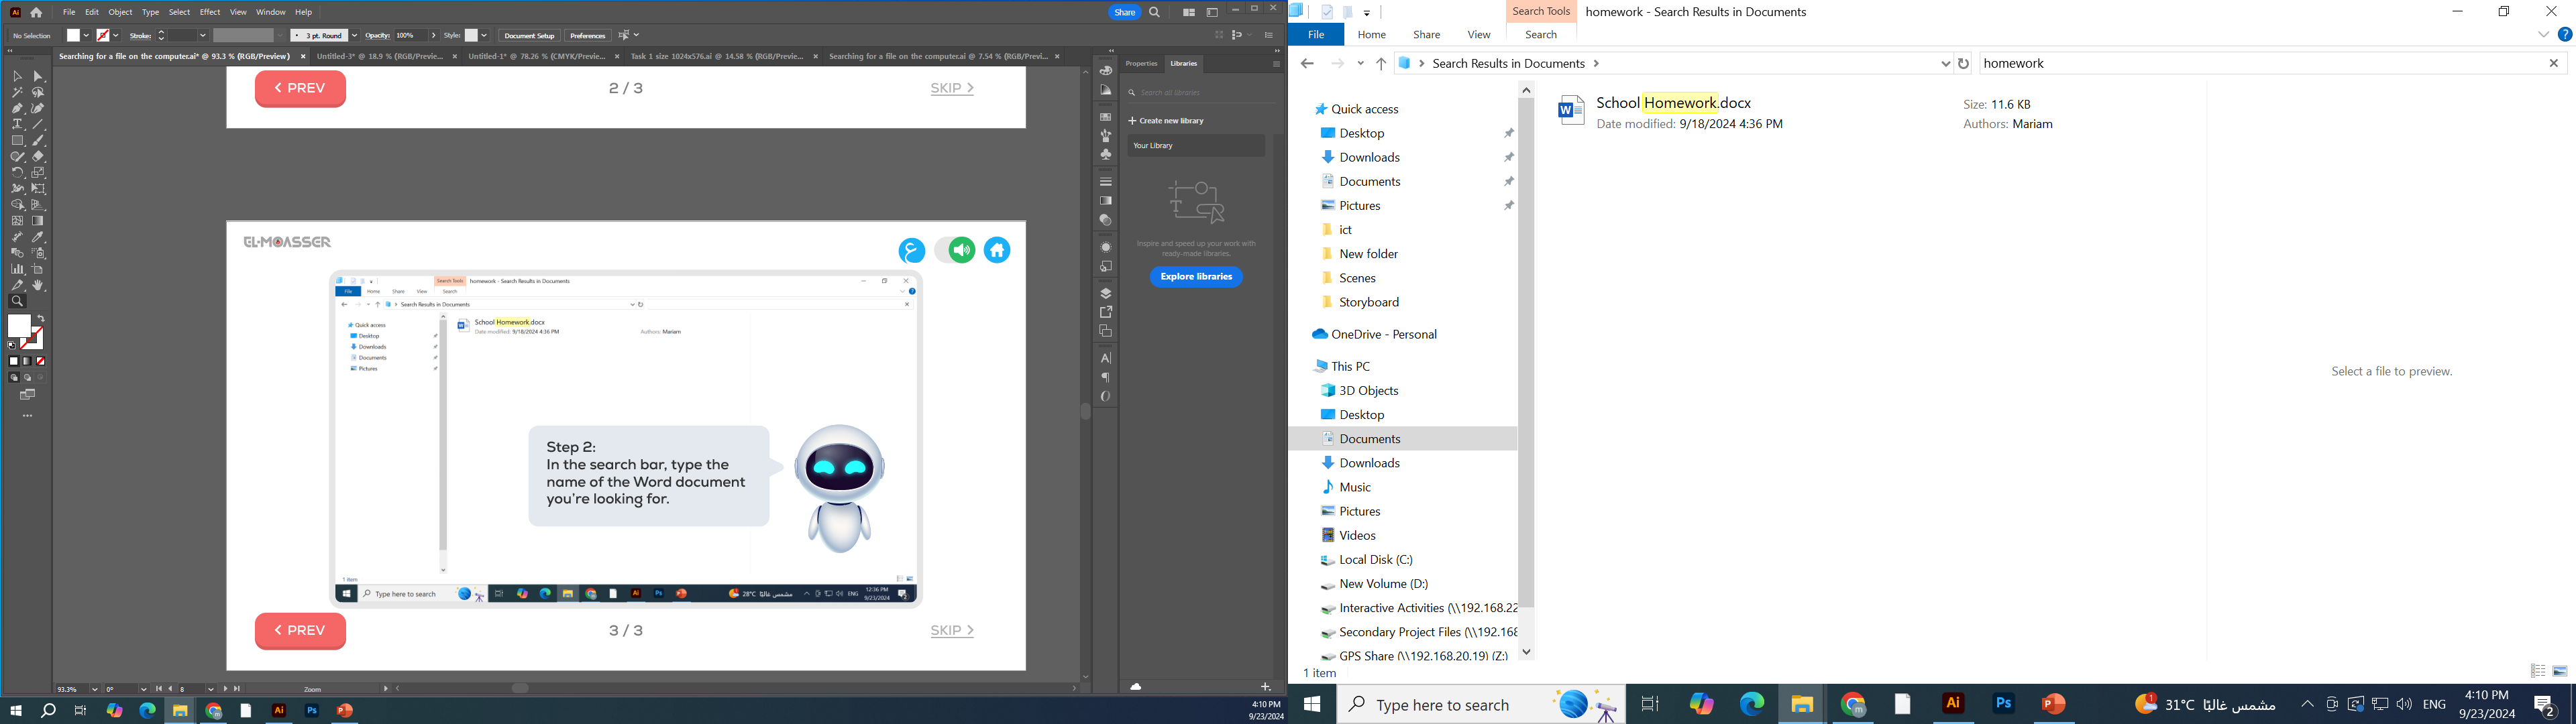 File Edit Object Type Select Effect View Window Help
Share
No Selection
Stroke:
3 pt. Round
Opacity: 100%
Style:
Document Setup
Preferences
Searching for a file on the computer.ai* @ 93.3 % (RGB/Preview)
Untitled-3* @ 18.9 % (RGB/Previe...
Untitled-1* @ 78.26 % (CMYK/Previe...
Task 1 size 1024x576.ai @ 14.58 % (RGB/Previe...
Searching for a file on the computer.ai @ 7.54 % (RGB/Previ...
PREV
2 / 3
SKIP
EL-MOASSER
ع
Search Tools
homework - Search Results in Documents
File Home Share View Search
Search Results in Documents
Quick access
Desktop
Downloads
Documents
Pictures
School Homework.docx
Date modified: 9/18/2024 4:36 PM
Authors: Mariam
Step 2:
In the search bar, type the
name of the Word document
you're looking for.
1 item
Type here to search
28°C مشمس غالبًا
ENG
12:36 PM
9/23/2024
PREV
3 / 3
SKIP
93.3%
0°
8
Zoom
Properties
Libraries
Search all libraries
Create new library
Your Library
Inspire and speed up your work with
ready-made libraries.
Explore libraries
4:10 PM
9/23/2024
Search Tools
homework - Search Results in Documents
File Home Share View Search
Search Results in Documents
homework
Quick access
Desktop
Downloads
Documents
Pictures
ict
New folder
Scenes
Storyboard
OneDrive - Personal
This PC
3D Objects
Desktop
Documents
Downloads
Music
Pictures
Videos
Local Disk (C:)
New Volume (D:)
Interactive Activities (\\192.168.22
Secondary Project Files (\\192.168
GPS Share (\\192.168.20.19) (Z:)
School Homework.docx
Date modified: 9/18/2024 4:36 PM
Size: 11.6 KB
Authors: Mariam
Select a file to preview.
1 item
Type here to search
31°C مشمس غالبًا
ENG
4:10 PM
9/23/2024
2